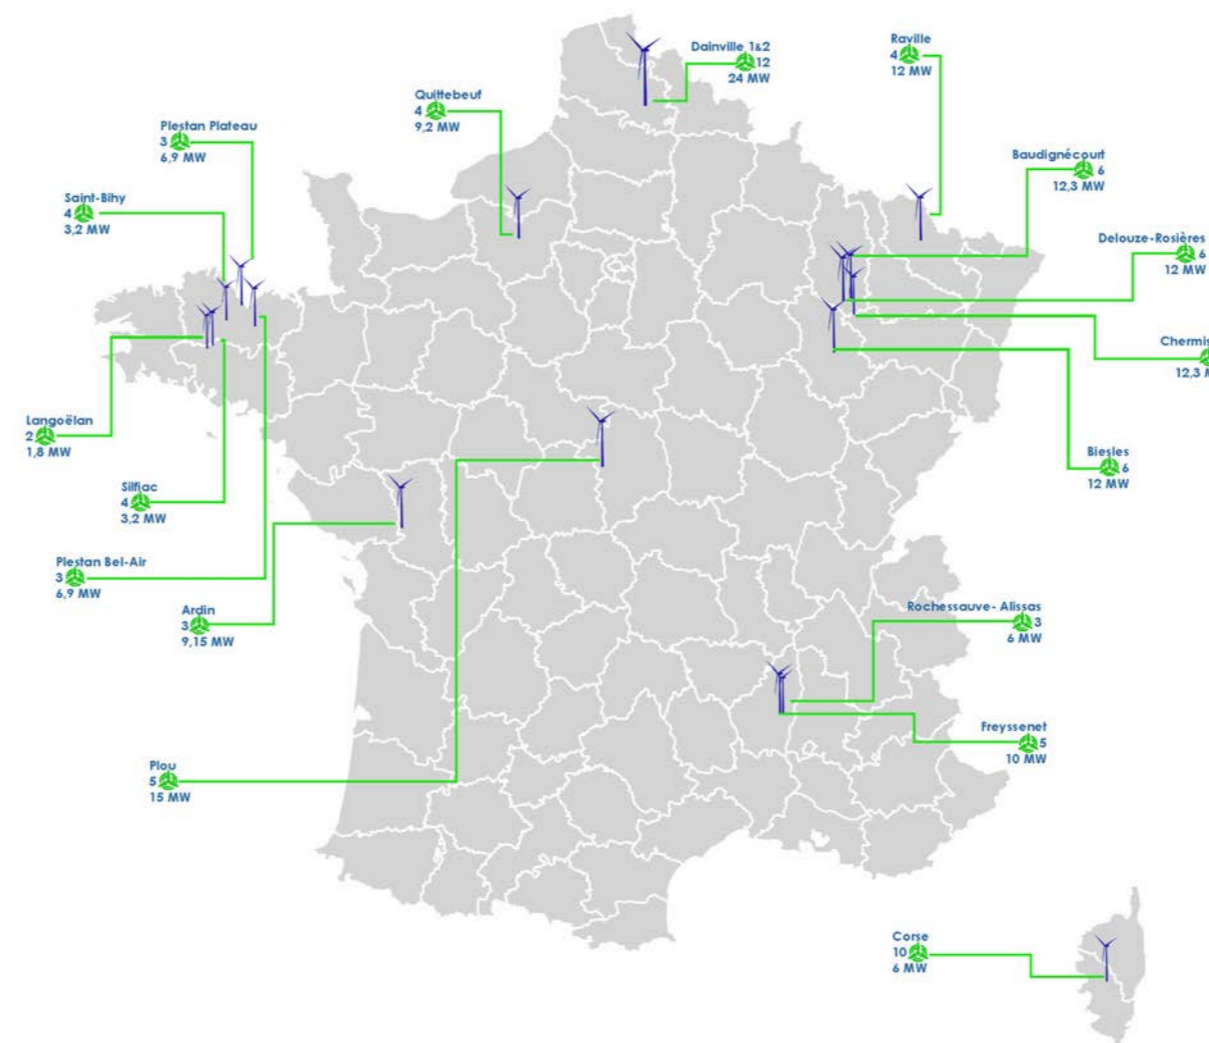 Dainville 1&2
12
24 MW
Raville
4
12 MW
Quittebeuf
4
9,2 MW
Plestan Plateau
3
6,9 MW
Baudignécourt
6
12,3 MW
Saint-Bihy
4
3,2 MW
Delouze-Rosières
6
12 MW
12,3
Langoëlan
2
1,8 MW
Biesles
6
12 MW
Silfiac
4
3,2 MW
Plestan Bel-Air
3
6,9 MW
Ardin
3
9,15 MW
Rochessauve- Alissas
3
6 MW
Freyssenet
5
10 MW
Plou
5
15 MW
Corse
10
6 MW